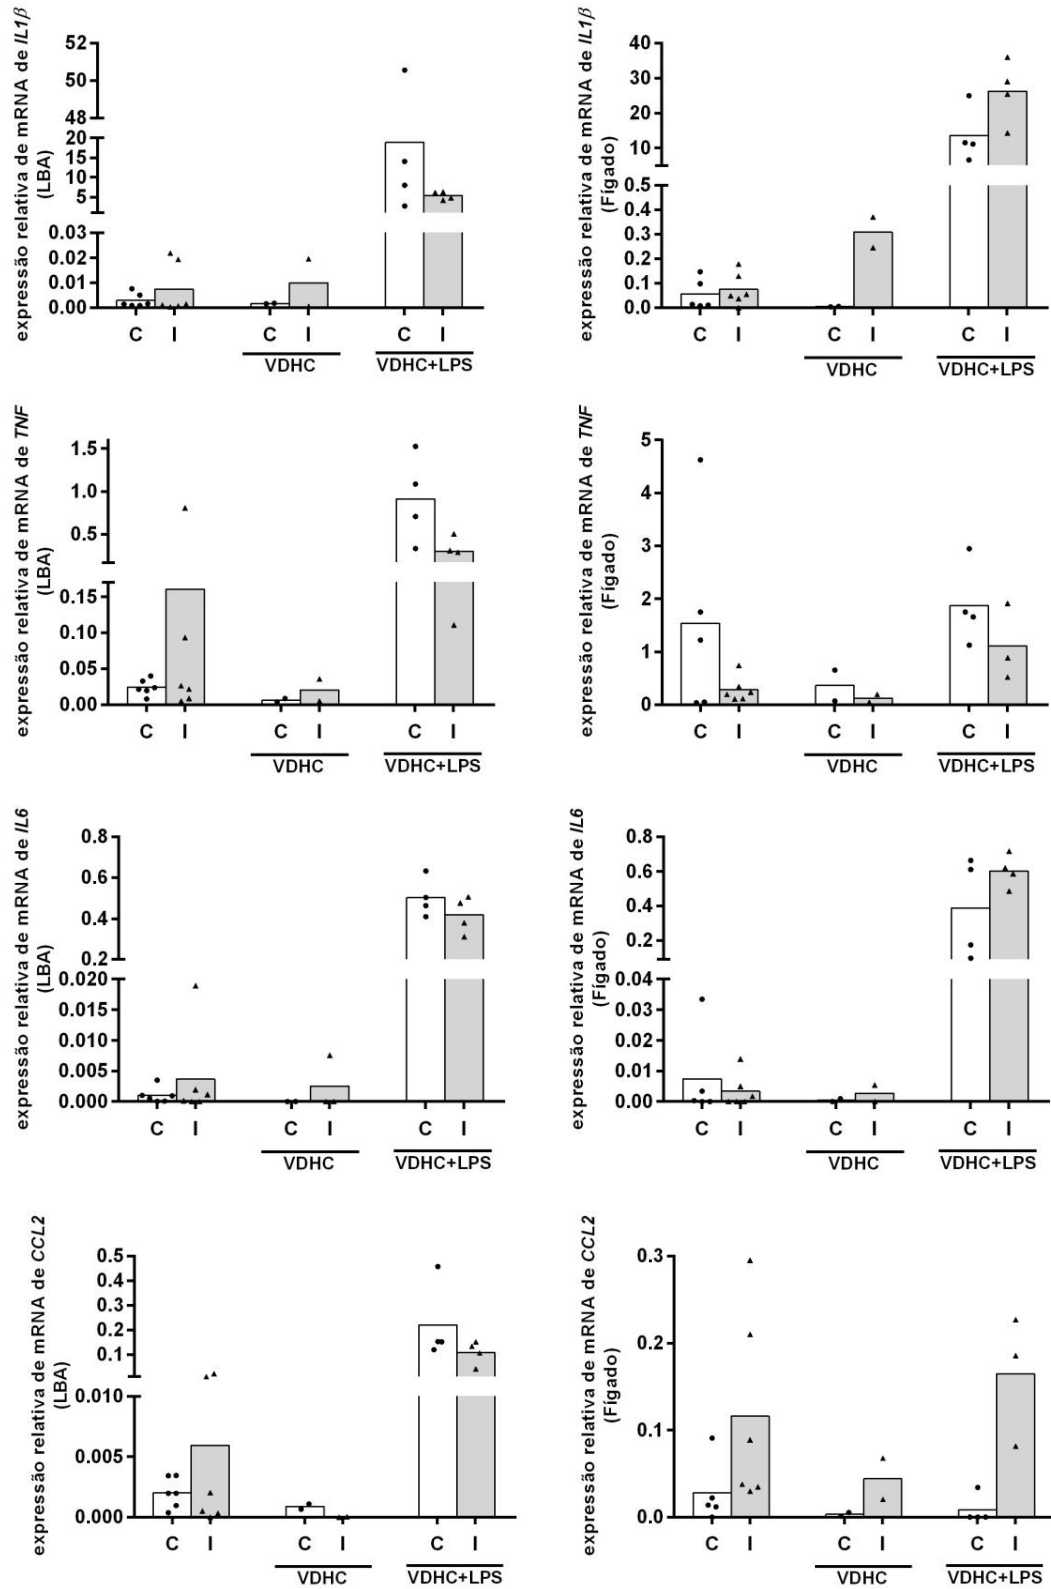 expressão relativa de mRNA de IL1β
(LBA)
52
50
48
20
15
10
5
0.03
0.02
0.01
0.00
C I C I C I
VDHC VDHC+LPS
expressão relativa de mRNA de IL1β
(Fígado)
40
30
20
10
0.5
0.4
0.3
0.2
0.1
0.0
C I C I C I
VDHC VDHC+LPS
expressão relativa de mRNA de TNF
(LBA)
1.5
1.0
0.5
0.15
0.10
0.05
0.00
C I C I C I
VDHC VDHC+LPS
expressão relativa de mRNA de TNF
(Fígado)
5
4
3
2
1
0
C I C I C I
VDHC VDHC+LPS
expressão relativa de mRNA de IL6
(LBA)
0.8
0.6
0.4
0.2
0.020
0.015
0.010
0.005
0.000
C I C I C I
VDHC VDHC+LPS
expressão relativa de mRNA de IL6
(Fígado)
0.8
0.6
0.4
0.2
0.04
0.03
0.02
0.01
0.00
C I C I C I
VDHC VDHC+LPS
expressão relativa de mRNA de CCL2
(LBA)
0.5
0.4
0.3
0.2
0.1
0.010
0.005
0.000
C I C I C I
VDHC VDHC+LPS
expressão relativa de mRNA de CCL2
(Fígado)
0.3
0.2
0.1
0.0
C I C I C I
VDHC VDHC+LPS